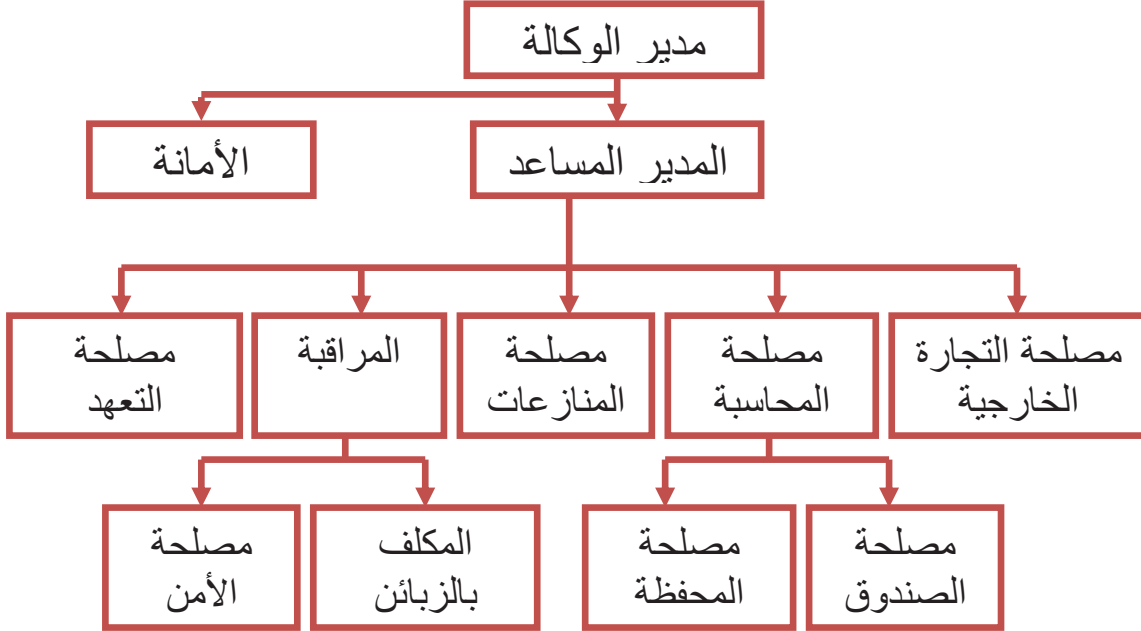 مدير الوكالة
المدير المساعد
الأمانة
مصلحة التجارة
الخارجية
مصلحة
المحاسبة
مصلحة
المنازعات
المراقبة
مصلحة
التعهد
مصلحة
الصندوق
مصلحة
المحفظة
المكلف
بالزبائن
مصلحة
الأمن